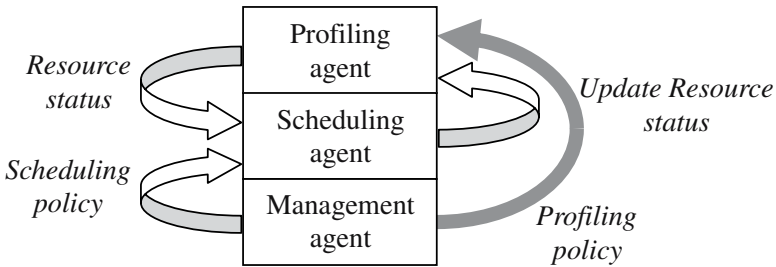 Profiling
agent
Resource
status
Update Resource
status
Scheduling
agent
Scheduling
policy
Management
agent
Profiling
policy